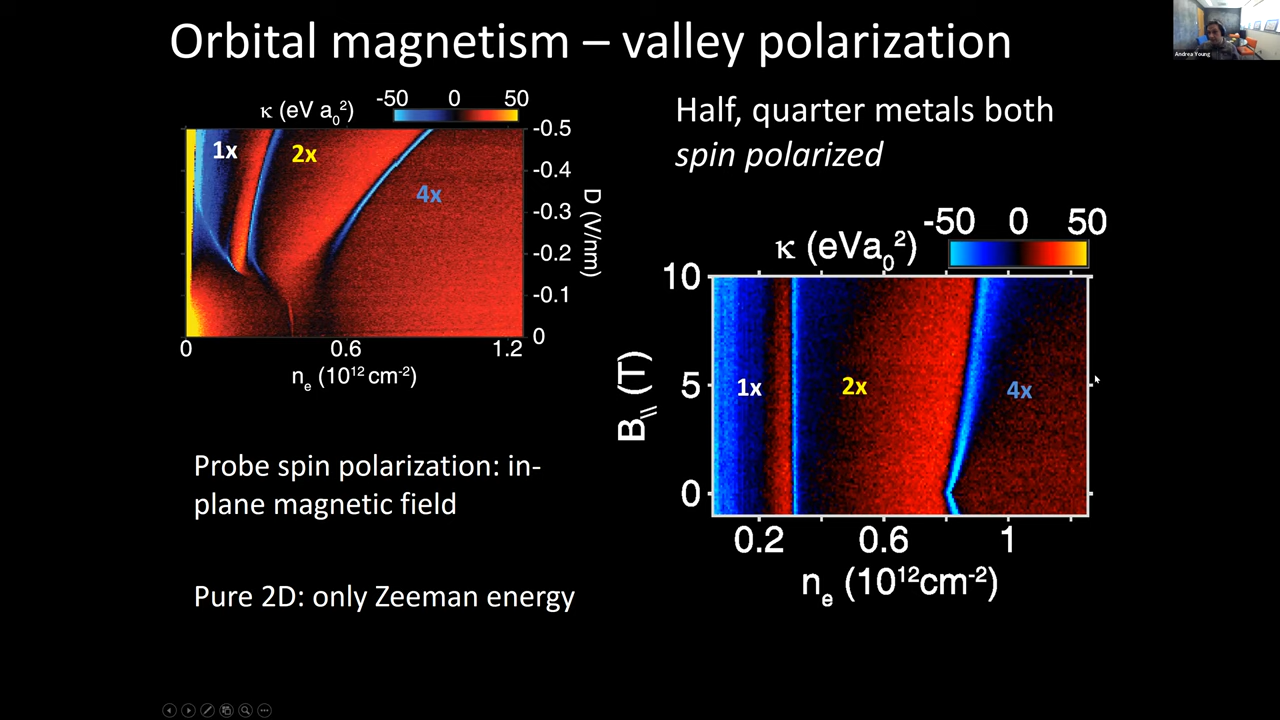 Orbital magnetism – valley polarization
Andrea Young
κ (eV a₀²)
-50 0 50
1x 2x 4x
-0.5
-0.4
-0.3
-0.2
-0.1
0
D (V/nm)
0 0.6 1.2
nₑ (10¹² cm⁻²)
Probe spin polarization: in-
plane magnetic field
Pure 2D: only Zeeman energy
Half, quarter metals both
spin polarized
-50 0 50
κ (eVa₀²)
10
5
0
B∥ (T)
1x 2x 4x
0.2 0.6 1
nₑ (10¹²cm⁻²)